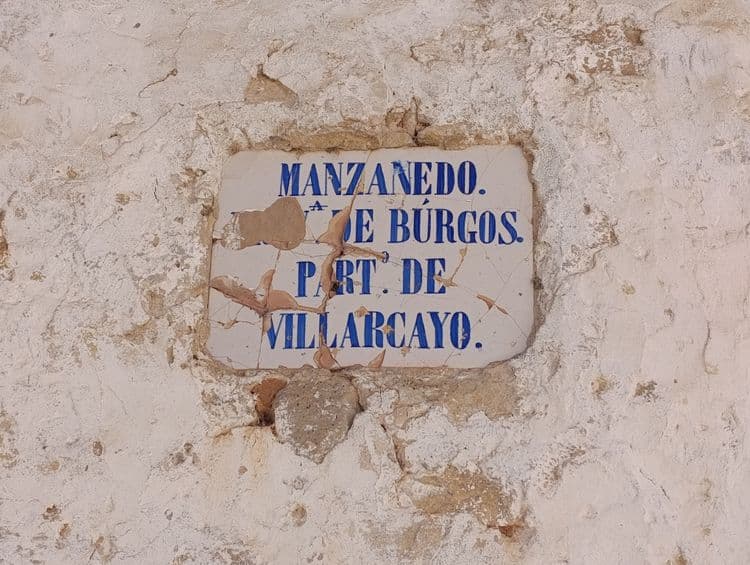 MANZANEDO.
DE BÚRGOS.
PART.º DE
VILLARCAYO.